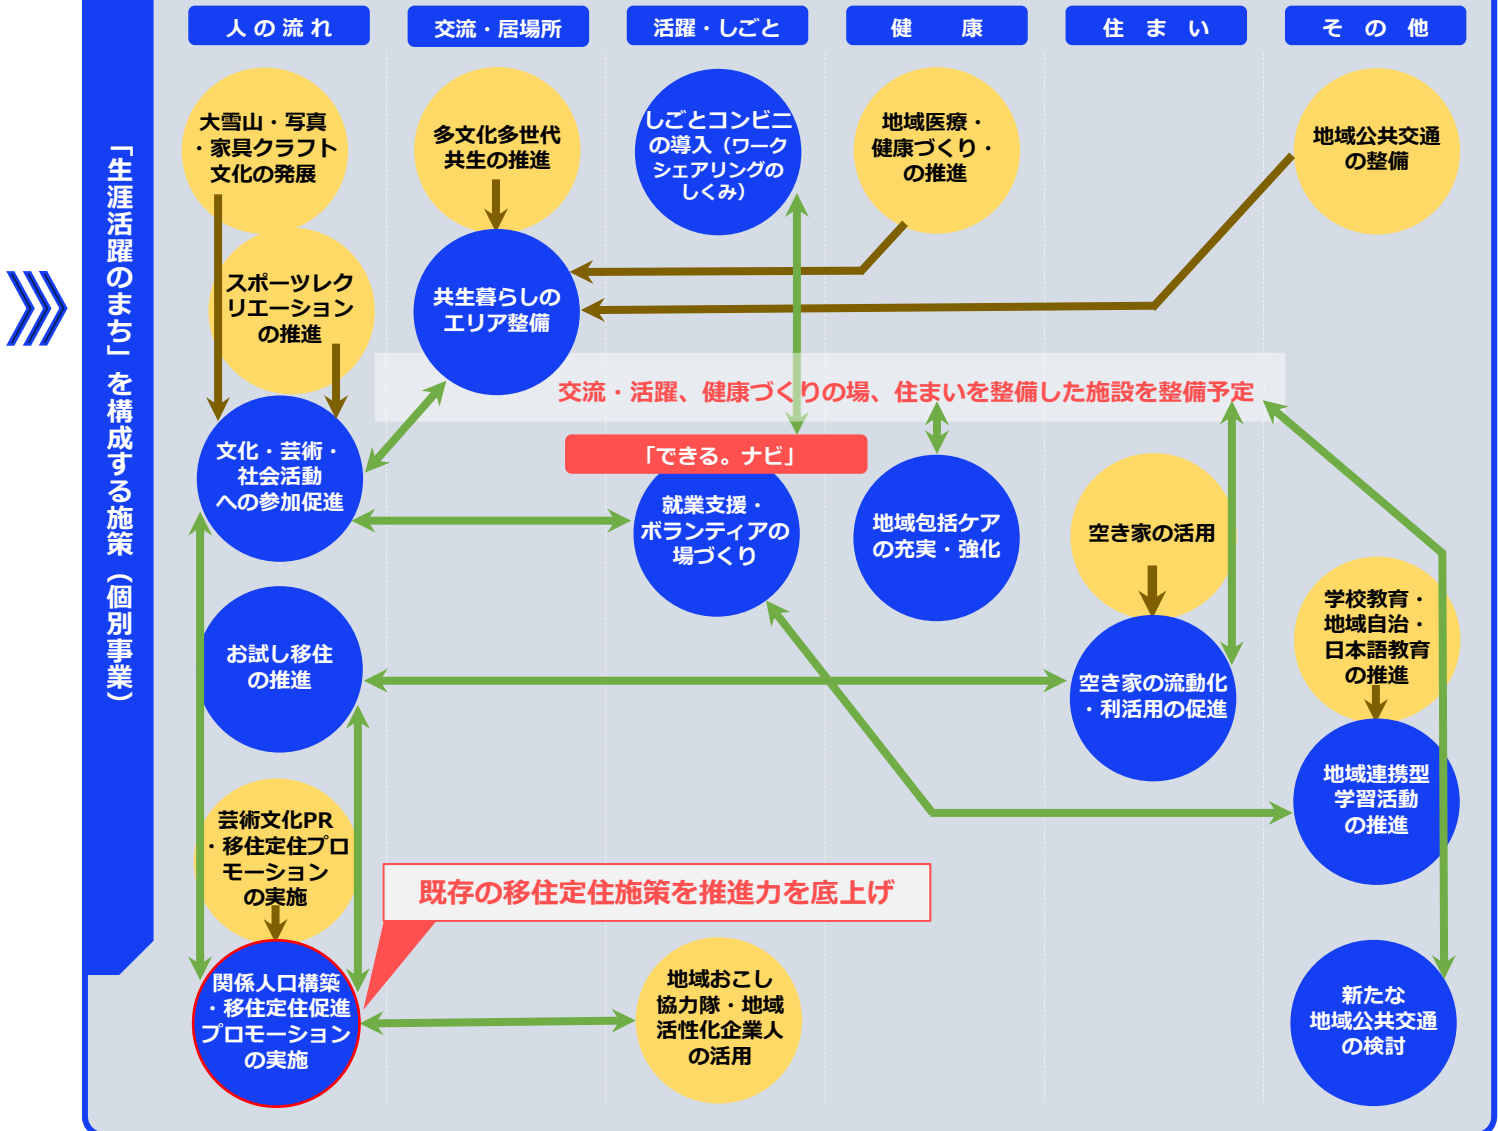 「生涯活躍のまち」を構成する施策（個別事業）
人の流れ
交流・居場所
活躍・しごと
健　康
住まい
その他
大雪山・写真
・家具クラフト
文化の発展
多文化多世代
共生の推進
しごとコンビニ
の導入（ワーク
シェアリングの
しくみ）
地域医療・
健康づくり・
の推進
地域公共交通
の整備
スポーツレク
リエーション
の推進
共生暮らしの
エリア整備
交流・活躍、健康づくりの場、住まいを整備した施設を整備予定
文化・芸術・
社会活動
への参加促進
「できる。ナビ」
就業支援・
ボランティアの
場づくり
地域包括ケア
の充実・強化
空き家の活用
学校教育・
地域自治・
日本語教育
の推進
お試し移住
の推進
空き家の流動化
・利活用の促進
地域連携型
学習活動
の推進
芸術文化PR
・移住定住プロ
モーション
の実施
既存の移住定住施策を推進力を底上げ
関係人口構築
・移住定住促進
プロモーション
の実施
地域おこし
協力隊・地域
活性化企業人
の活用
新たな
地域公共交通
の検討